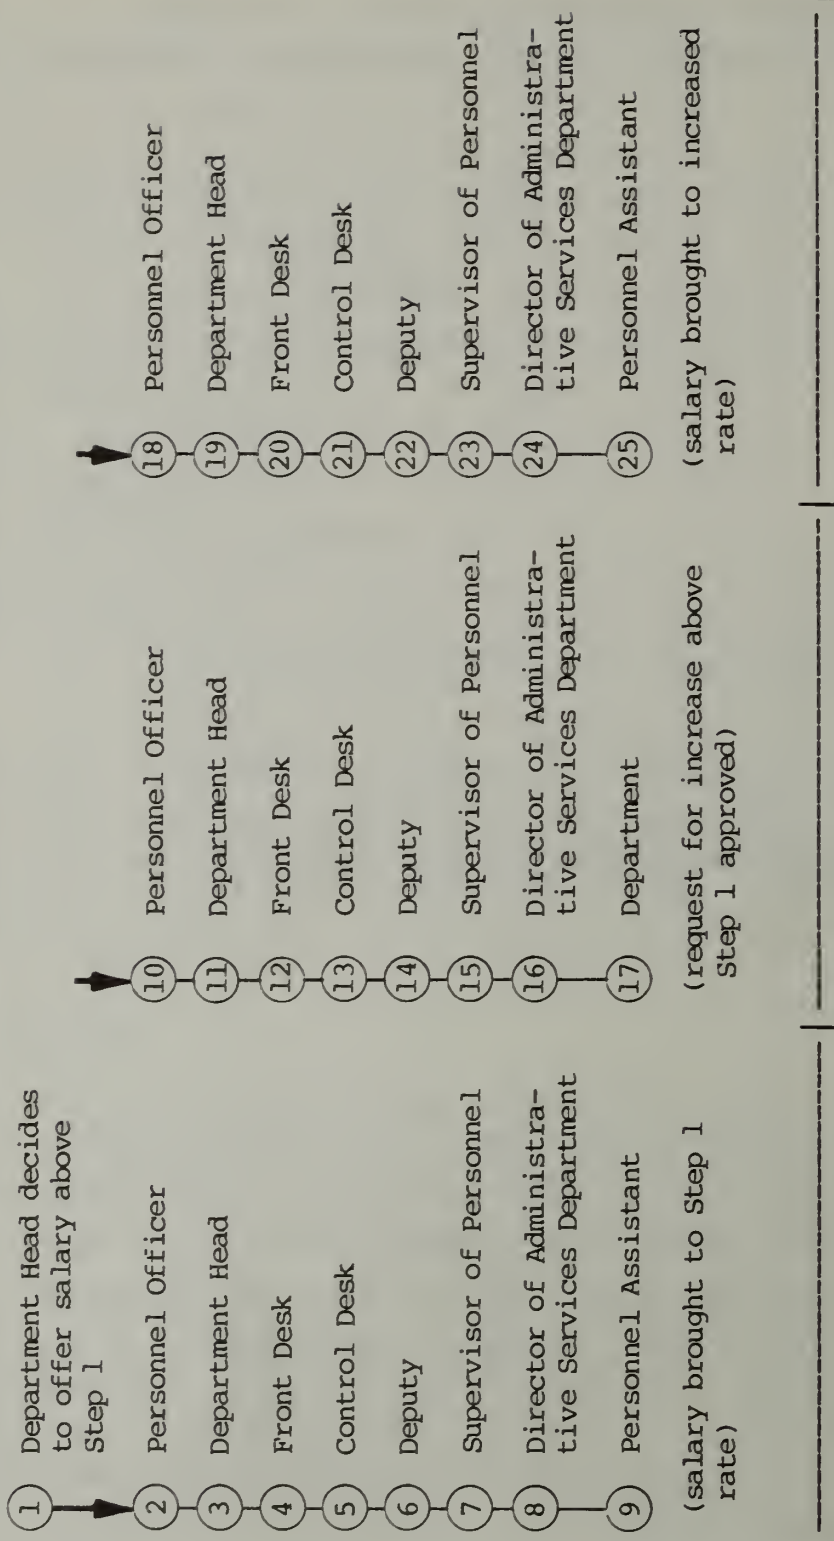 1 Department Head decides
to offer salary above
Step 1
2 Personnel Officer
3 Department Head
4 Front Desk
5 Control Desk
6 Deputy
7 Supervisor of Personnel
8 Director of Administra-
tive Services Department
9 Personnel Assistant
(salary brought to Step 1
rate)
10 Personnel Officer
11 Department Head
12 Front Desk
13 Control Desk
14 Deputy
15 Supervisor of Personnel
16 Director of Administra-
tive Services Department
17 Department
(request for increase above
Step 1 approved)
18 Personnel Officer
19 Department Head
20 Front Desk
21 Control Desk
22 Deputy
23 Supervisor of Personnel
24 Director of Administra-
tive Services Department
25 Personnel Assistant
(salary brought to increased
rate)